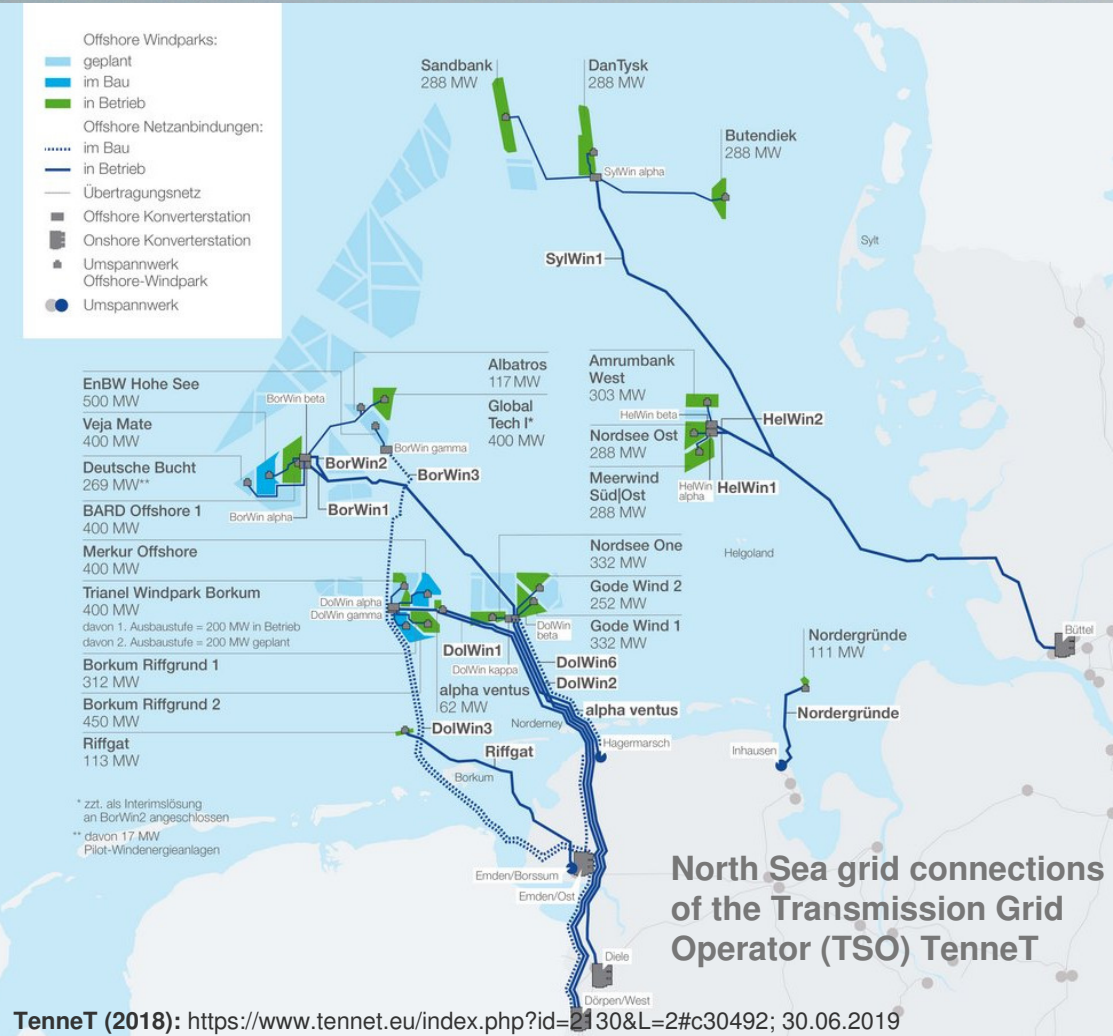 Offshore Windparks:
geplant
im Bau
in Betrieb
Offshore Netzanbindungen:
im Bau
in Betrieb
Übertragungsnetz
Offshore Konverterstation
Onshore Konverterstation
Umspannwerk
Offshore-Windpark
Umspannwerk
Sandbank
288 MW
DanTysk
288 MW
Butendiek
288 MW
SylWin alpha
Sylt
SylWin1
EnBW Hohe See
500 MW
Veja Mate
400 MW
Deutsche Bucht
269 MW**
BARD Offshore 1
400 MW
Merkur Offshore
400 MW
Trianel Windpark Borkum
400 MW
davon 1. Ausbaustufe = 200 MW in Betrieb
davon 2. Ausbaustufe = 200 MW geplant
Borkum Riffgrund 1
312 MW
Borkum Riffgrund 2
450 MW
Riffgat
113 MW
* zzt. als Interimslösung
an BorWin2 angeschlossen
** davon 17 MW
Pilot-Windenergieanlagen
BorWin beta
BorWin alpha
Albatros
117 MW
Global
Tech I*
400 MW
BorWin gamma
BorWin2
BorWin3
BorWin1
Amrumbank
West
303 MW
HelWin beta
HelWin2
Nordsee Ost
288 MW
Meerwind
Süd|Ost
288 MW
HelWin
alpha
HelWin1
Helgoland
Nordsee One
332 MW
Gode Wind 2
252 MW
Gode Wind 1
332 MW
DolWin alpha
DolWin gamma
DolWin
beta
DolWin1
DolWin kappa
DolWin6
DolWin2
alpha ventus
62 MW
alpha ventus
Norderney
DolWin3
Hagermarsch
Riffgat
Borkum
Nordergründe
111 MW
Nordergründe
Inhausen
Büttel
Emden/Borssum
Emden/Ost
Diele
Dörpen/West
North Sea grid connections
of the Transmission Grid
Operator (TSO) TenneT
TenneT (2018): https://www.tennet.eu/index.php?id=2130&L=2#c30492; 30.06.2019